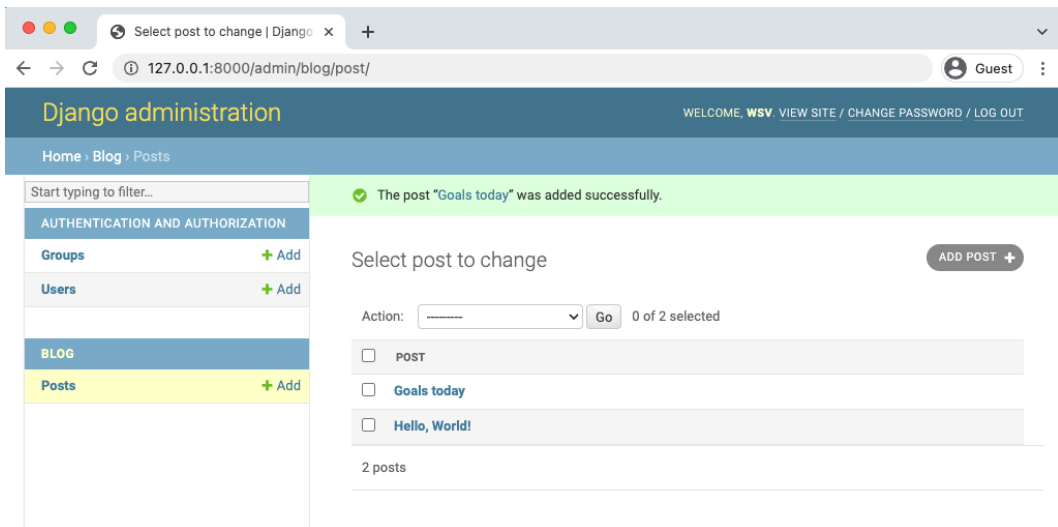 Select post to change | Django
127.0.0.1:8000/admin/blog/post/
Guest
Django administration
WELCOME, WSV. VIEW SITE / CHANGE PASSWORD / LOG OUT
Home › Blog › Posts
Start typing to filter...
AUTHENTICATION AND AUTHORIZATION
Groups
+ Add
Users
+ Add
BLOG
Posts
+ Add
The post “Goals today” was added successfully.
Select post to change
ADD POST +
Action: --------- Go 0 of 2 selected
POST
Goals today
Hello, World!
2 posts